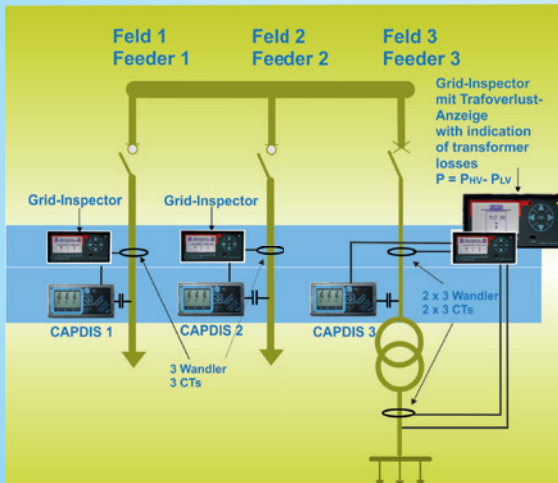 Feld 1
Feeder 1
Feld 2
Feeder 2
Feld 3
Feeder 3
Grid-Inspector
mit Trafoverlust-
Anzeige
with indication
of transformer
losses
P = PHV- PLV
Grid-Inspector
Grid-Inspector
CAPDIS 1
CAPDIS 2
CAPDIS 3
3 Wandler
3 CTs
2 x 3 Wandler
2 x 3 CTs